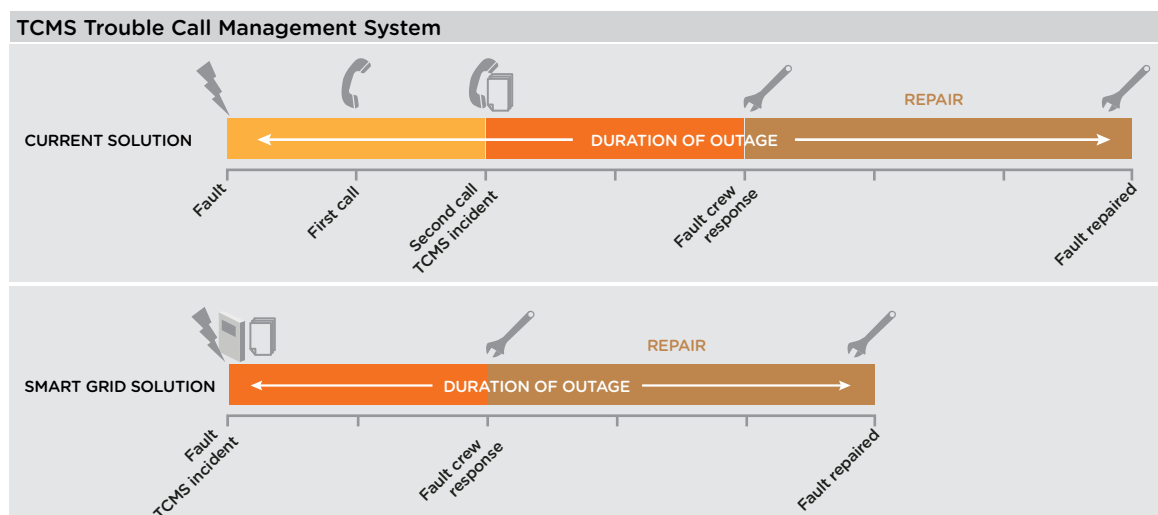 TCMS Trouble Call Management System
REPAIR
CURRENT SOLUTION
DURATION OF OUTAGE
Fault
First call
Second call
TCMS incident
Fault crew
response
Fault repaired
REPAIR
SMART GRID SOLUTION
DURATION OF OUTAGE
Fault
TCMS incident
Fault crew
response
Fault repaired